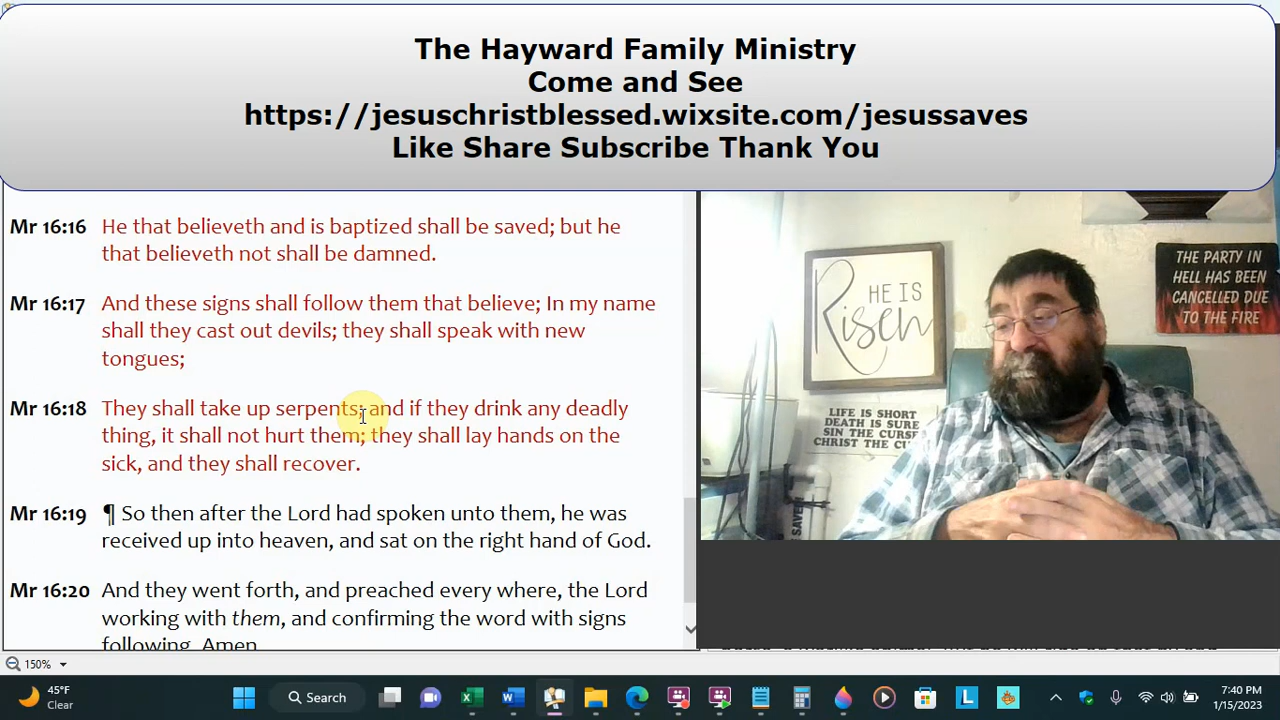 The Hayward Family Ministry
Come and See
https://jesuschristblessed.wixsite.com/jesussaves
Like Share Subscribe Thank You
Mr 16:16 He that believeth and is baptized shall be saved; but he
that believeth not shall be damned.
Mr 16:17 And these signs shall follow them that believe; In my name
shall they cast out devils; they shall speak with new
tongues;
Mr 16:18 They shall take up serpents; and if they drink any deadly
thing, it shall not hurt them; they shall lay hands on the
sick, and they shall recover.
Mr 16:19 ¶ So then after the Lord had spoken unto them, he was
received up into heaven, and sat on the right hand of God.
Mr 16:20 And they went forth, and preached every where, the Lord
working with them, and confirming the word with signs
following. Amen
HE IS
Risen
LIFE IS SHORT
DEATH IS SURE
SIN THE CURSE
CHRIST THE CU
THE PARTY IN
HELL HAS BEEN
CANCELLED DUE
TO THE FIRE
150%
45°F
Clear
Search
7:40 PM
1/15/2023